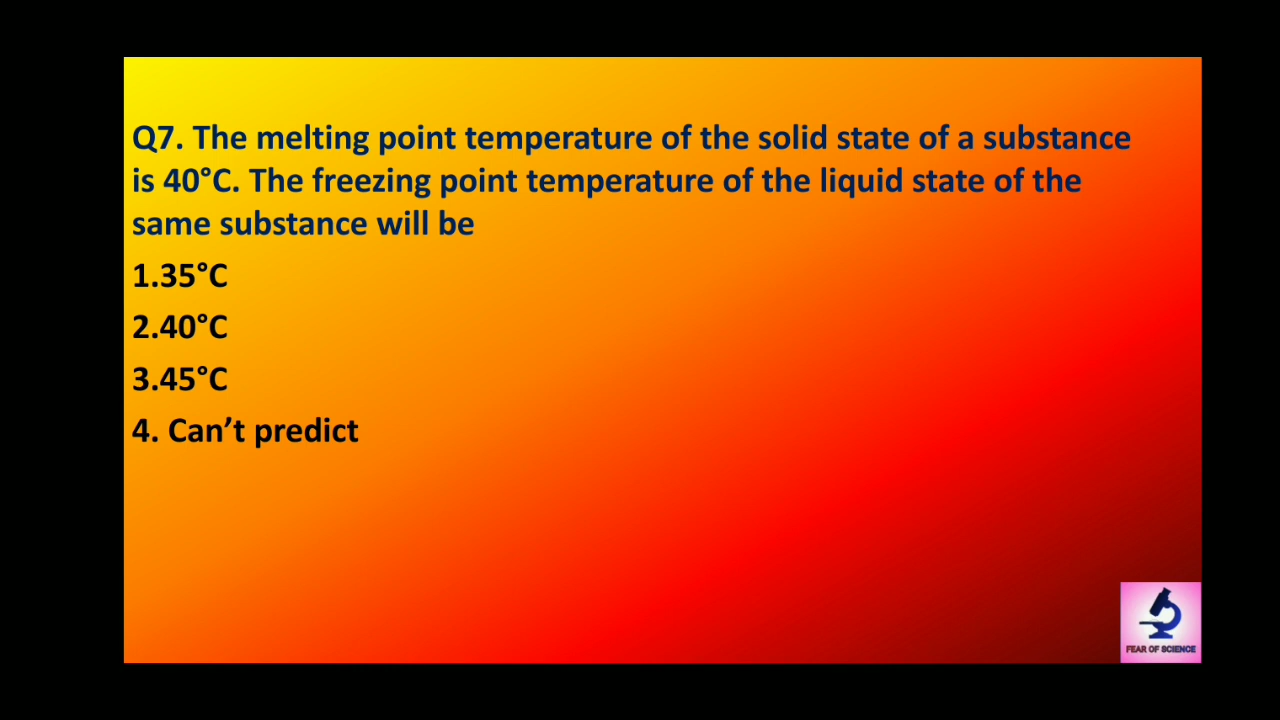 Q7. The melting point temperature of the solid state of a substance
is 40°C. The freezing point temperature of the liquid state of the
same substance will be
1.35°C
2.40°C
3.45°C
4. Can’t predict
FEAR OF SCIENCE